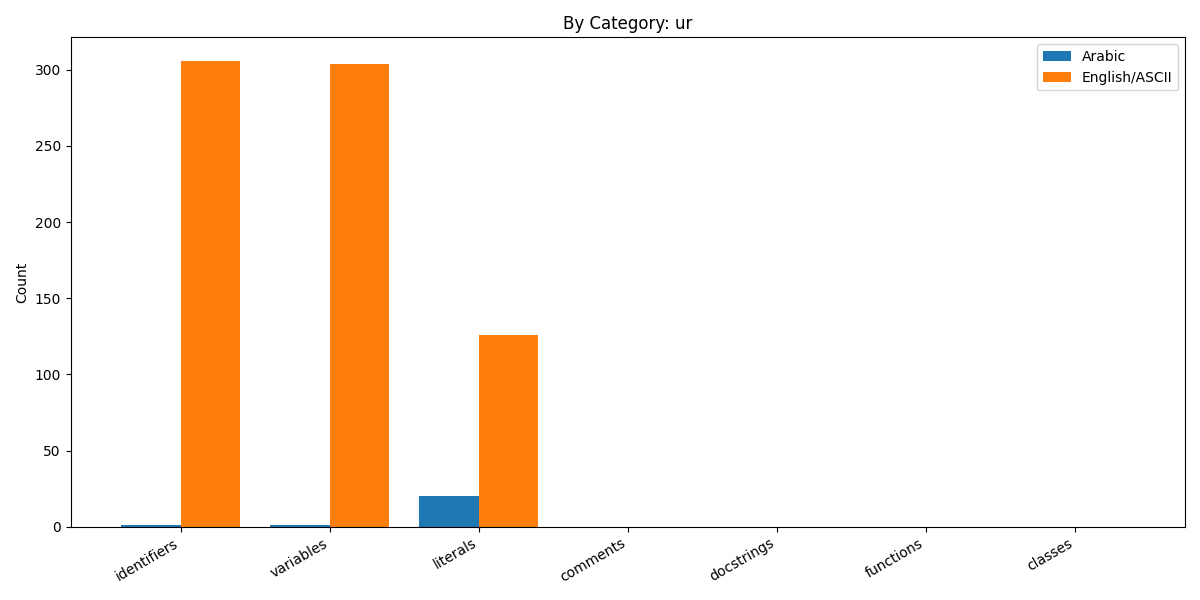 By Category: ur
Arabic
English/ASCII
Count
300
250
200
150
100
50
0
identifiers
variables
literals
comments
docstrings
functions
classes